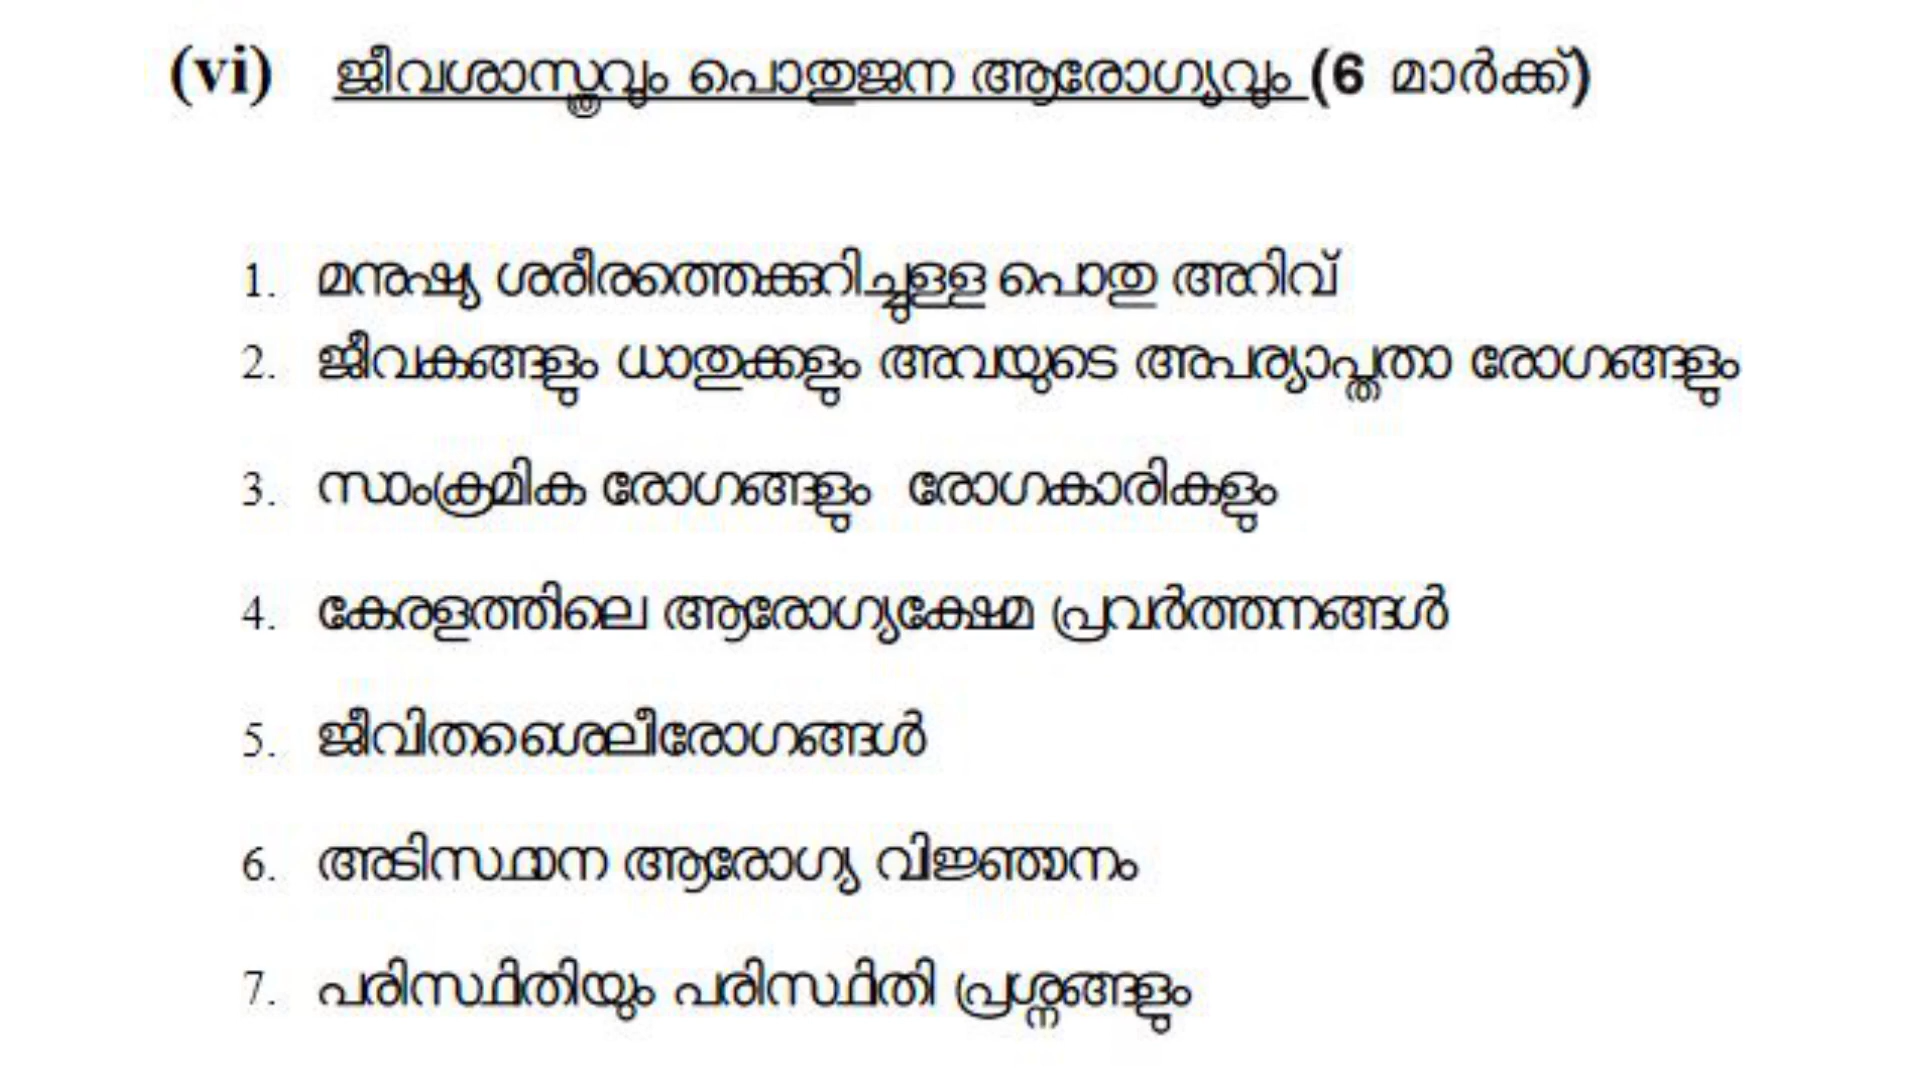 (vi) ജീവശാസ്ത്രവും പൊതുജന ആരോഗ്യവും (6 മാർക്ക്)
1. മനുഷ്യ ശരീരത്തെക്കുറിച്ചുള്ള പൊതു അറിവ്
2. ജീവകങ്ങളും ധാതുക്കളും അവയുടെ അപര്യാപ്തതാ രോഗങ്ങളും
3. സാംക്രമിക രോഗങ്ങളും രോഗകാരികളും
4. കേരളത്തിലെ ആരോഗ്യക്ഷേമ പ്രവർത്തനങ്ങൾ
5. ജീവിതശൈലീരോഗങ്ങൾ
6. അടിസ്ഥാന ആരോഗ്യ വിജ്ഞാനം
7. പരിസ്ഥിതിയും പരിസ്ഥിതി പ്രശ്നങ്ങളും